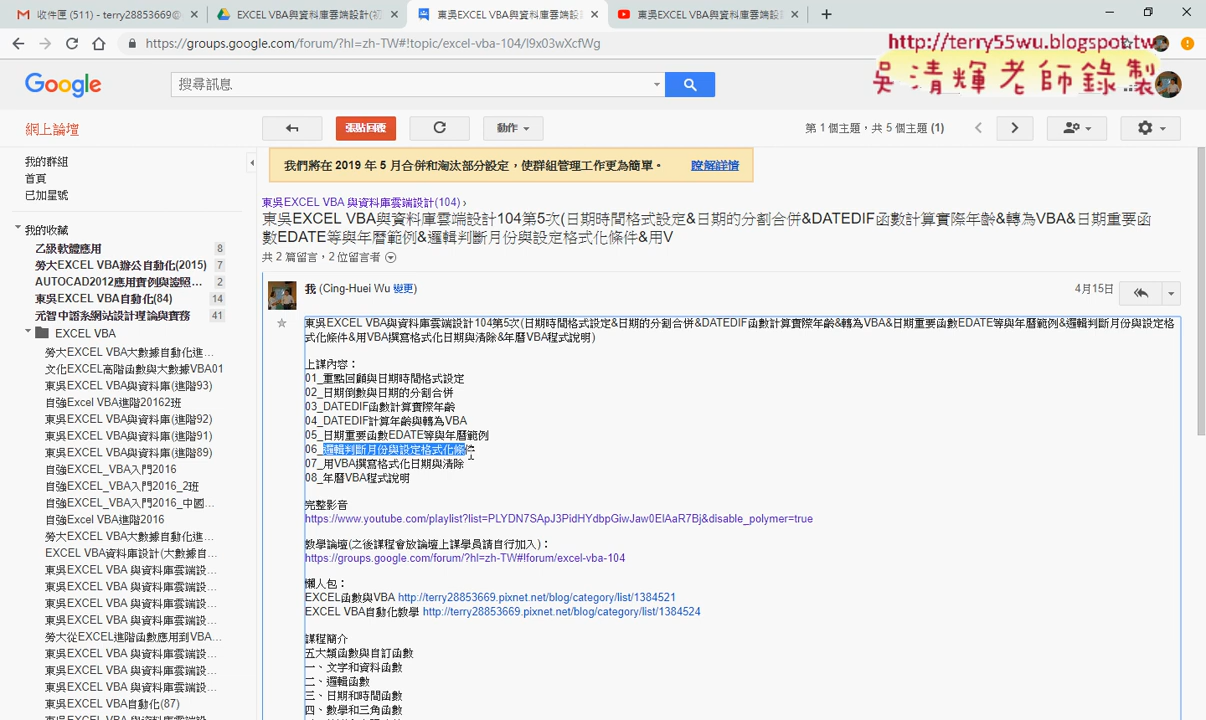 收件匣 (511) - terry28853669@
EXCEL VBA與資料庫雲端設計(初
東吳EXCEL VBA與資料庫雲端設計
東吳EXCEL VBA與資料庫雲端設計
https://groups.google.com/forum/?hl=zh-TW#!topic/excel-vba-104/l9x03wXcfWg
http://terry55wu.blogspot.tw
吳清輝老師錄製
Google
搜尋訊息
網上論壇
張貼回覆
動作
第 1 個主題，共 5 個主題 (1)
我的群組
首頁
已加星號
我們將在 2019 年 5 月合併和淘汰部分設定，使群組管理工作更為簡單。 瞭解詳情
東吳EXCEL VBA 與資料庫雲端設計(104) ›
東吳EXCEL VBA與資料庫雲端設計104第5次(日期時間格式設定&日期的分割合併&DATEDIF函數計算實際年齡&轉為VBA&日期重要函
數EDATE等與年曆範例&邏輯判斷月份與設定格式化條件&用V
共 2 篇留言，2 位留言者
我的收藏
乙級軟體應用 8
勞大EXCEL VBA辦公自動化(2015) 7
AUTOCAD2012應用實例與證照... 2
東吳EXCEL VBA自動化(84) 14
元智中語系網站設計理論與實務 41
EXCEL VBA
勞大EXCEL VBA大數據自動化進...
文化EXCEL高階函數與大數據VBA01
東吳EXCEL VBA與資料庫(進階93)
自強Excel VBA進階20162班
東吳EXCEL VBA與資料庫(進階92)
東吳EXCEL VBA與資料庫(進階91)
東吳EXCEL VBA與資料庫(進階89)
自強EXCEL_VBA入門2016
自強EXCEL_VBA入門2016_2班
自強EXCEL_VBA入門2016_中國...
自強Excel VBA進階2016
勞大EXCEL VBA大數據自動化進...
EXCEL VBA資料庫設計(大數據自...
東吳EXCEL VBA 與資料庫雲端設...
東吳EXCEL VBA 與資料庫雲端設...
東吳EXCEL VBA 與資料庫雲端設...
東吳EXCEL VBA 與資料庫雲端設...
勞大從EXCEL進階函數應用到VBA...
東吳EXCEL VBA 與資料庫雲端設...
東吳EXCEL VBA 與資料庫雲端設...
東吳EXCEL VBA 與資料庫雲端設...
東吳EXCEL VBA自動化(87)
我 (Cing-Huei Wu 變更)
4月15日
東吳EXCEL VBA與資料庫雲端設計104第5次(日期時間格式設定&日期的分割合併&DATEDIF函數計算實際年齡&轉為VBA&日期重要函數EDATE等與年曆範例&邏輯判斷月份與設定格
式化條件&用VBA撰寫格式化日期與清除&年曆VBA程式說明)
上課內容：
01_重點回顧與日期時間格式設定
02_日期倒數與日期的分割合併
03_DATEDIF函數計算實際年齡
04_DATEDIF計算年齡與轉為VBA
05_日期重要函數EDATE等與年曆範例
06_邏輯判斷月份與設定格式化條件
07_用VBA撰寫格式化日期與清除
08_年曆VBA程式說明
完整影音
https://www.youtube.com/playlist?list=PLYDN7SApJ3PidHYdbpGiwJaw0ElAaR7Bj&disable_polymer=true
教學論壇(之後課程會放論壇上課學員請自行加入)：
https://groups.google.com/forum/?hl=zh-TW#!forum/excel-vba-104
懶人包：
EXCEL函數與VBA http://terry28853669.pixnet.net/blog/category/list/1384521
EXCEL VBA自動化教學 http://terry28853669.pixnet.net/blog/category/list/1384524
課程簡介
五大類函數與自訂函數
一、文字和資料函數
二、邏輯函數
三、日期和時間函數
四、數學和三角函數